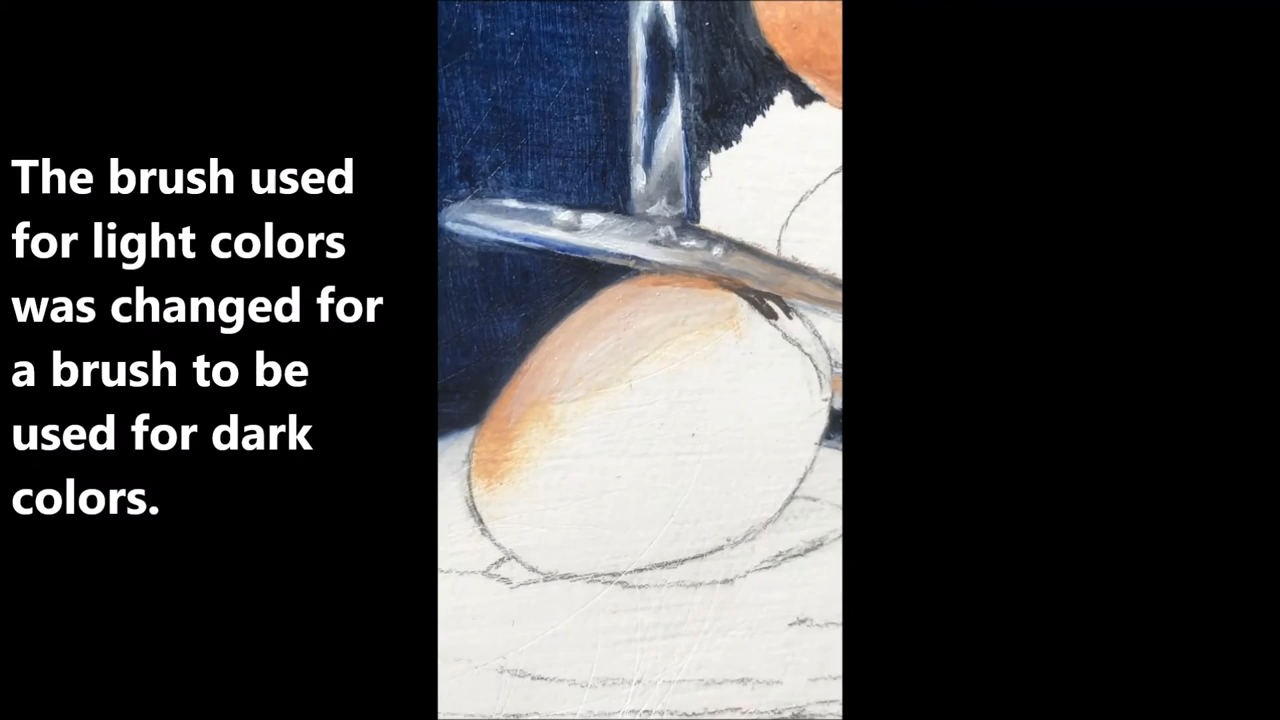 The brush used
for light colors
was changed for
a brush to be
used for dark
colors.